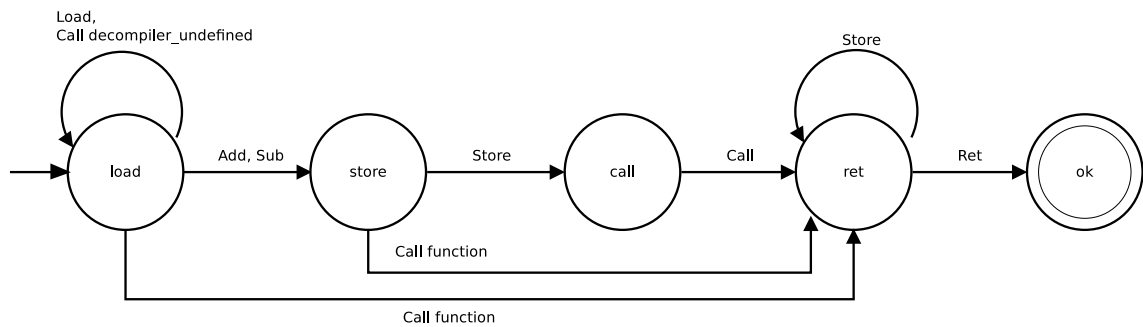 Load,
Call decompiler_undefined
Store
load
Add, Sub
store
Store
call
Call
ret
Ret
ok
Call function
Call function